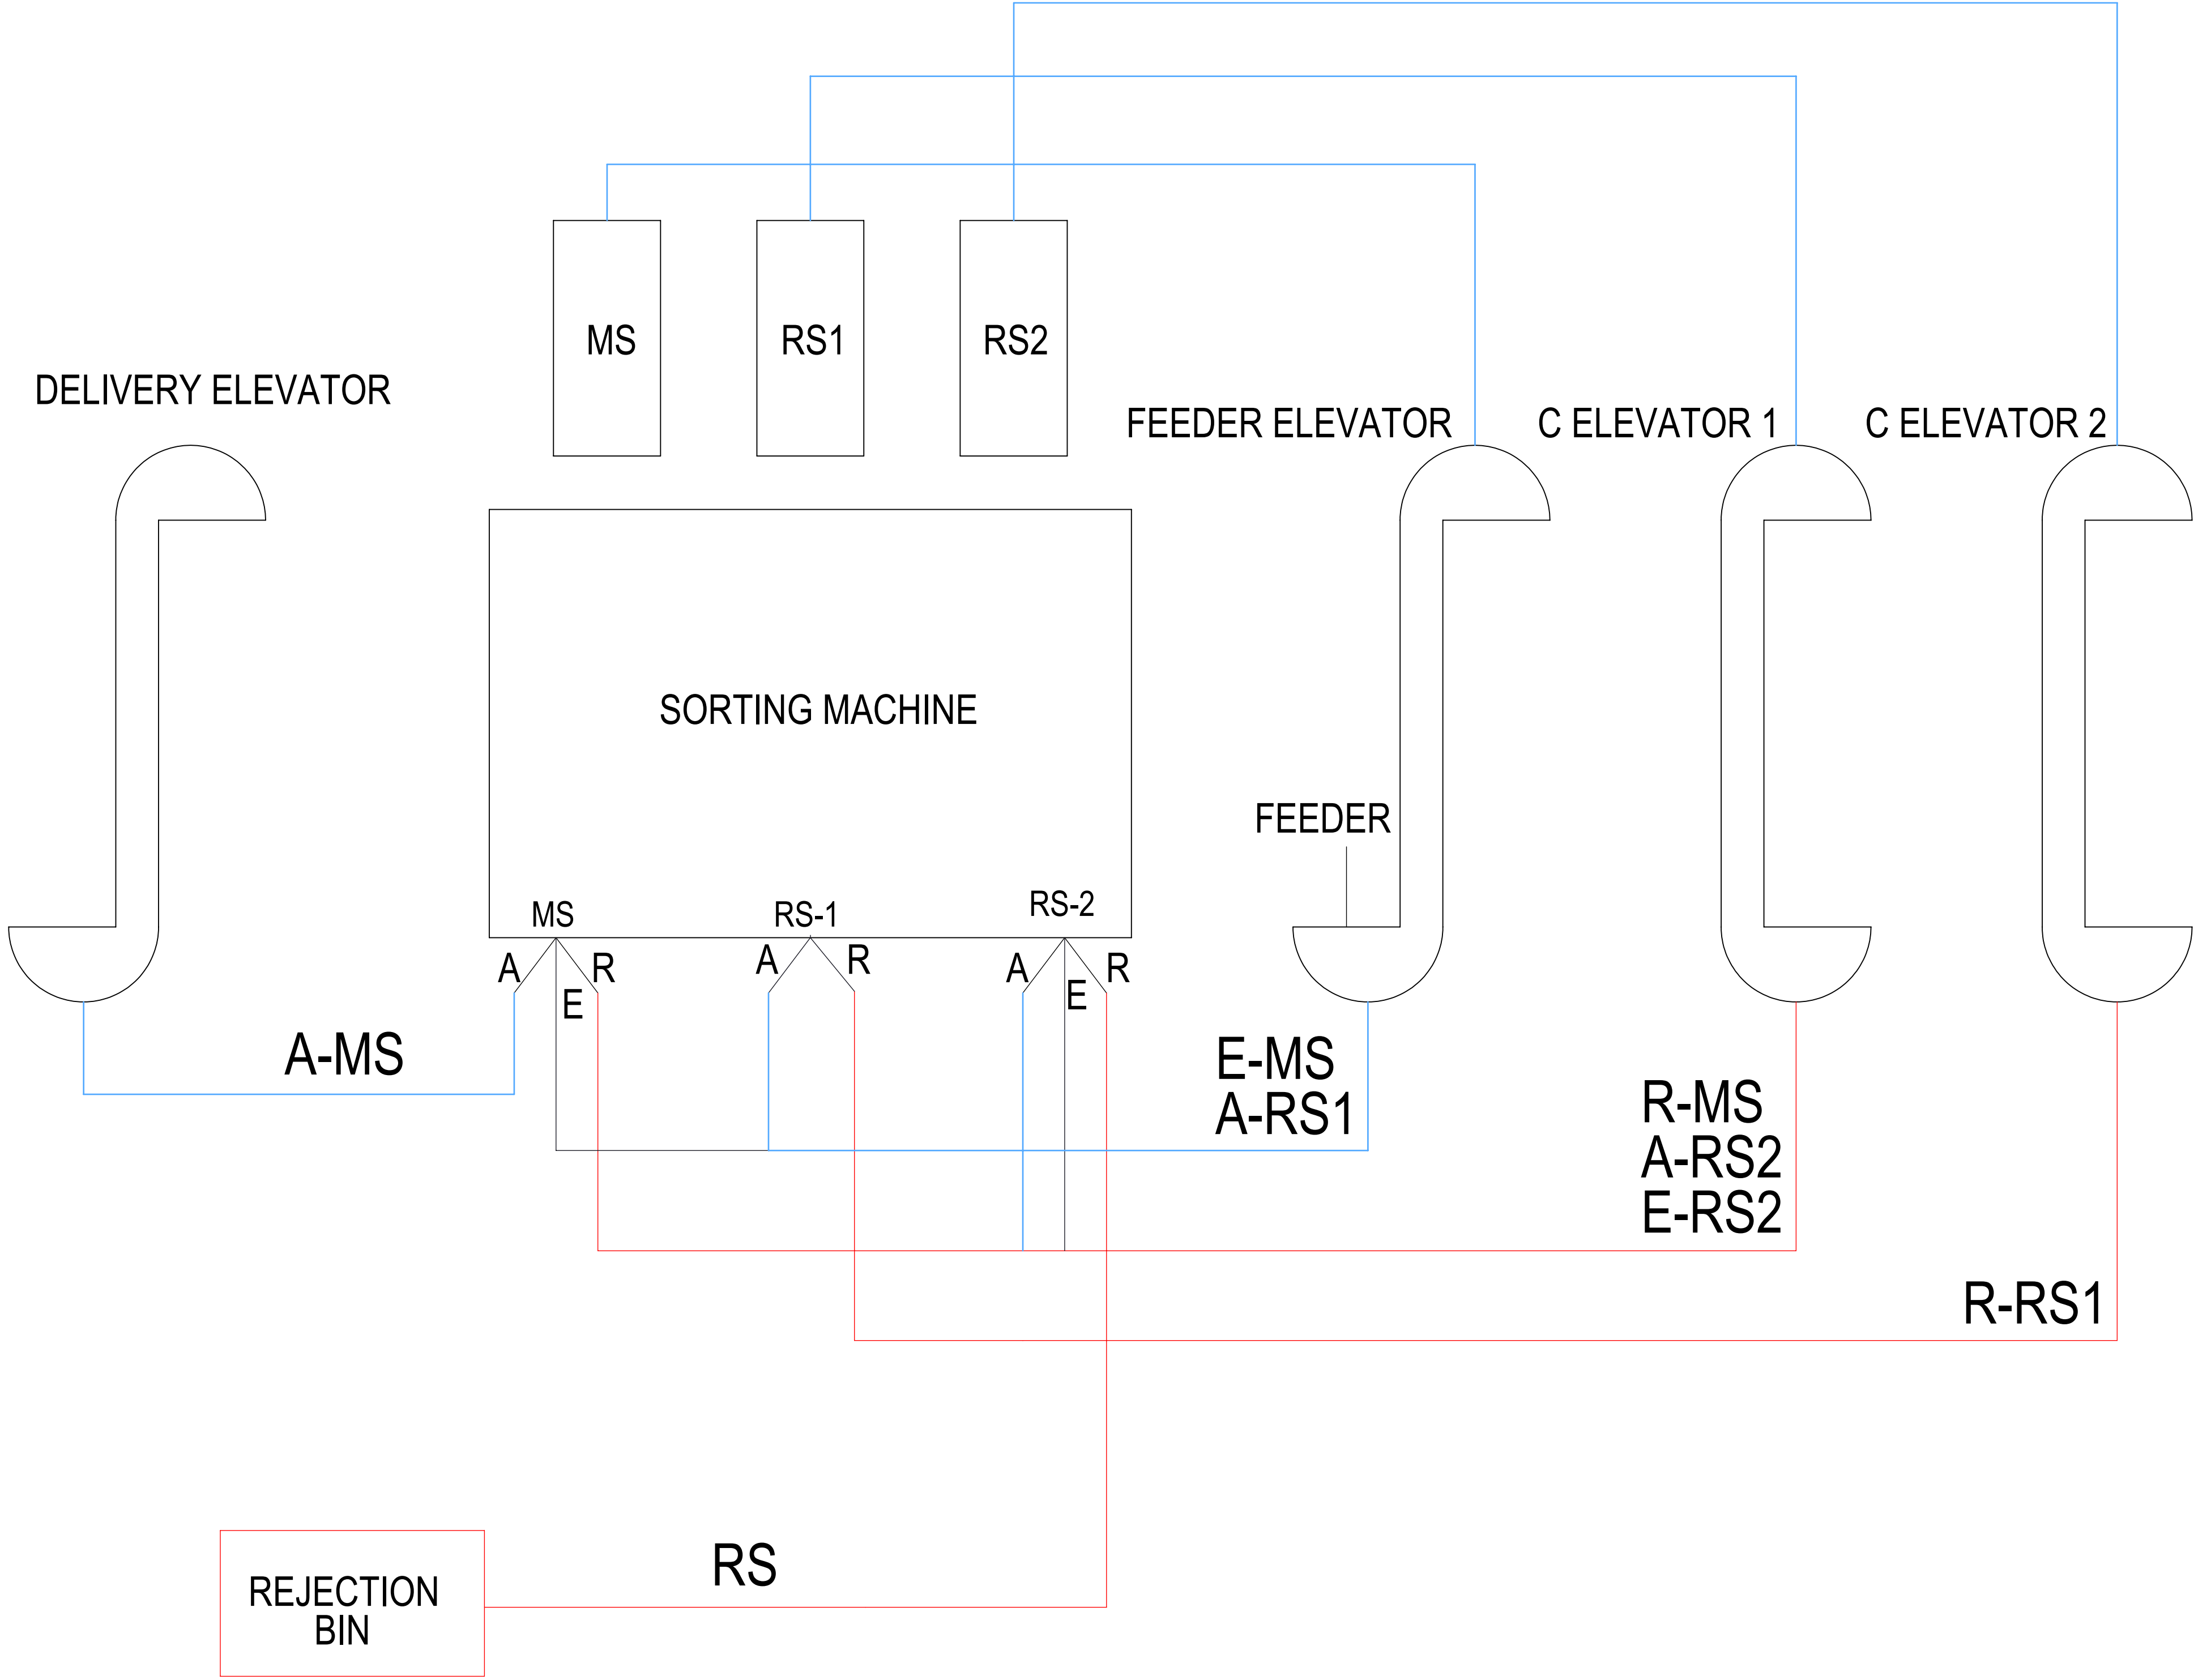 MS
RS1
RS2
DELIVERY ELEVATOR
FEEDER ELEVATOR
C ELEVATOR 1
C ELEVATOR 2
SORTING MACHINE
FEEDER
MS
RS-1
RS-2
A
E
R
A
R
A
E
R
A-MS
E-MS
A-RS1
R-MS
A-RS2
E-RS2
R-RS1
RS
REJECTION
BIN